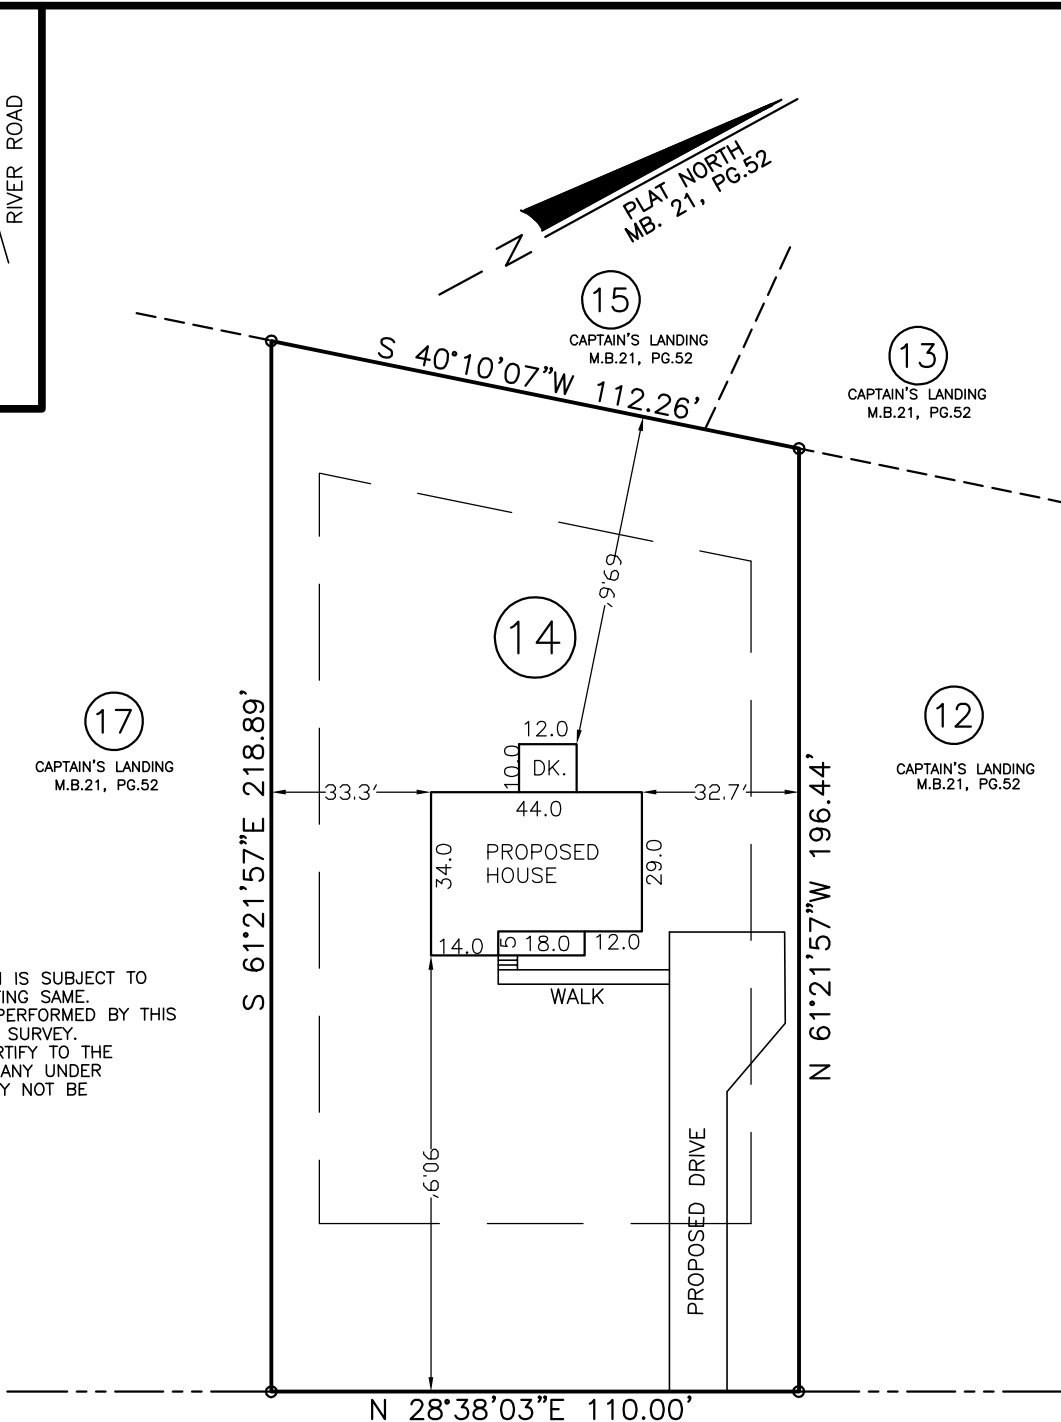 RIVER ROAD
N
PLAT NORTH
MB. 21, PG.52
15
CAPTAIN'S LANDING
M.B.21, PG.52
13
CAPTAIN'S LANDING
M.B.21, PG.52
S 40°10'07"W 112.26'
69.6'
14
17
CAPTAIN'S LANDING
M.B.21, PG.52
12
CAPTAIN'S LANDING
M.B.21, PG.52
S 61°21'57"E 218.89'
N 61°21'57"W 196.44'
12.0
10.0
DK.
33.3'
32.7'
44.0
34.0
PROPOSED
HOUSE
29.0
14.0
5
18.0
12.0
WALK
IS SUBJECT TO
ING SAME.
PERFORMED BY THIS
SURVEY.
TIFY TO THE
ANY UNDER
NOT BE
90.9'
PROPOSED DRIVE
N 28°38'03"E 110.00'